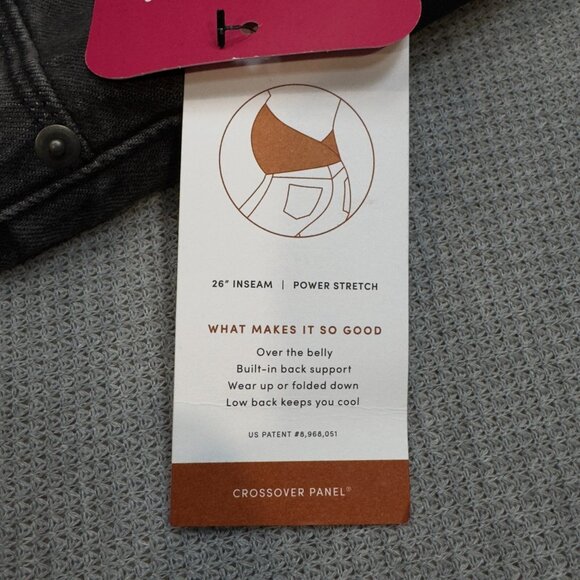 26" INSEAM | POWER STRETCH
WHAT MAKES IT SO GOOD
Over the belly
Built-in back support
Wear up or folded down
Low back keeps you cool
US PATENT #8,968,051
CROSSOVER PANEL®